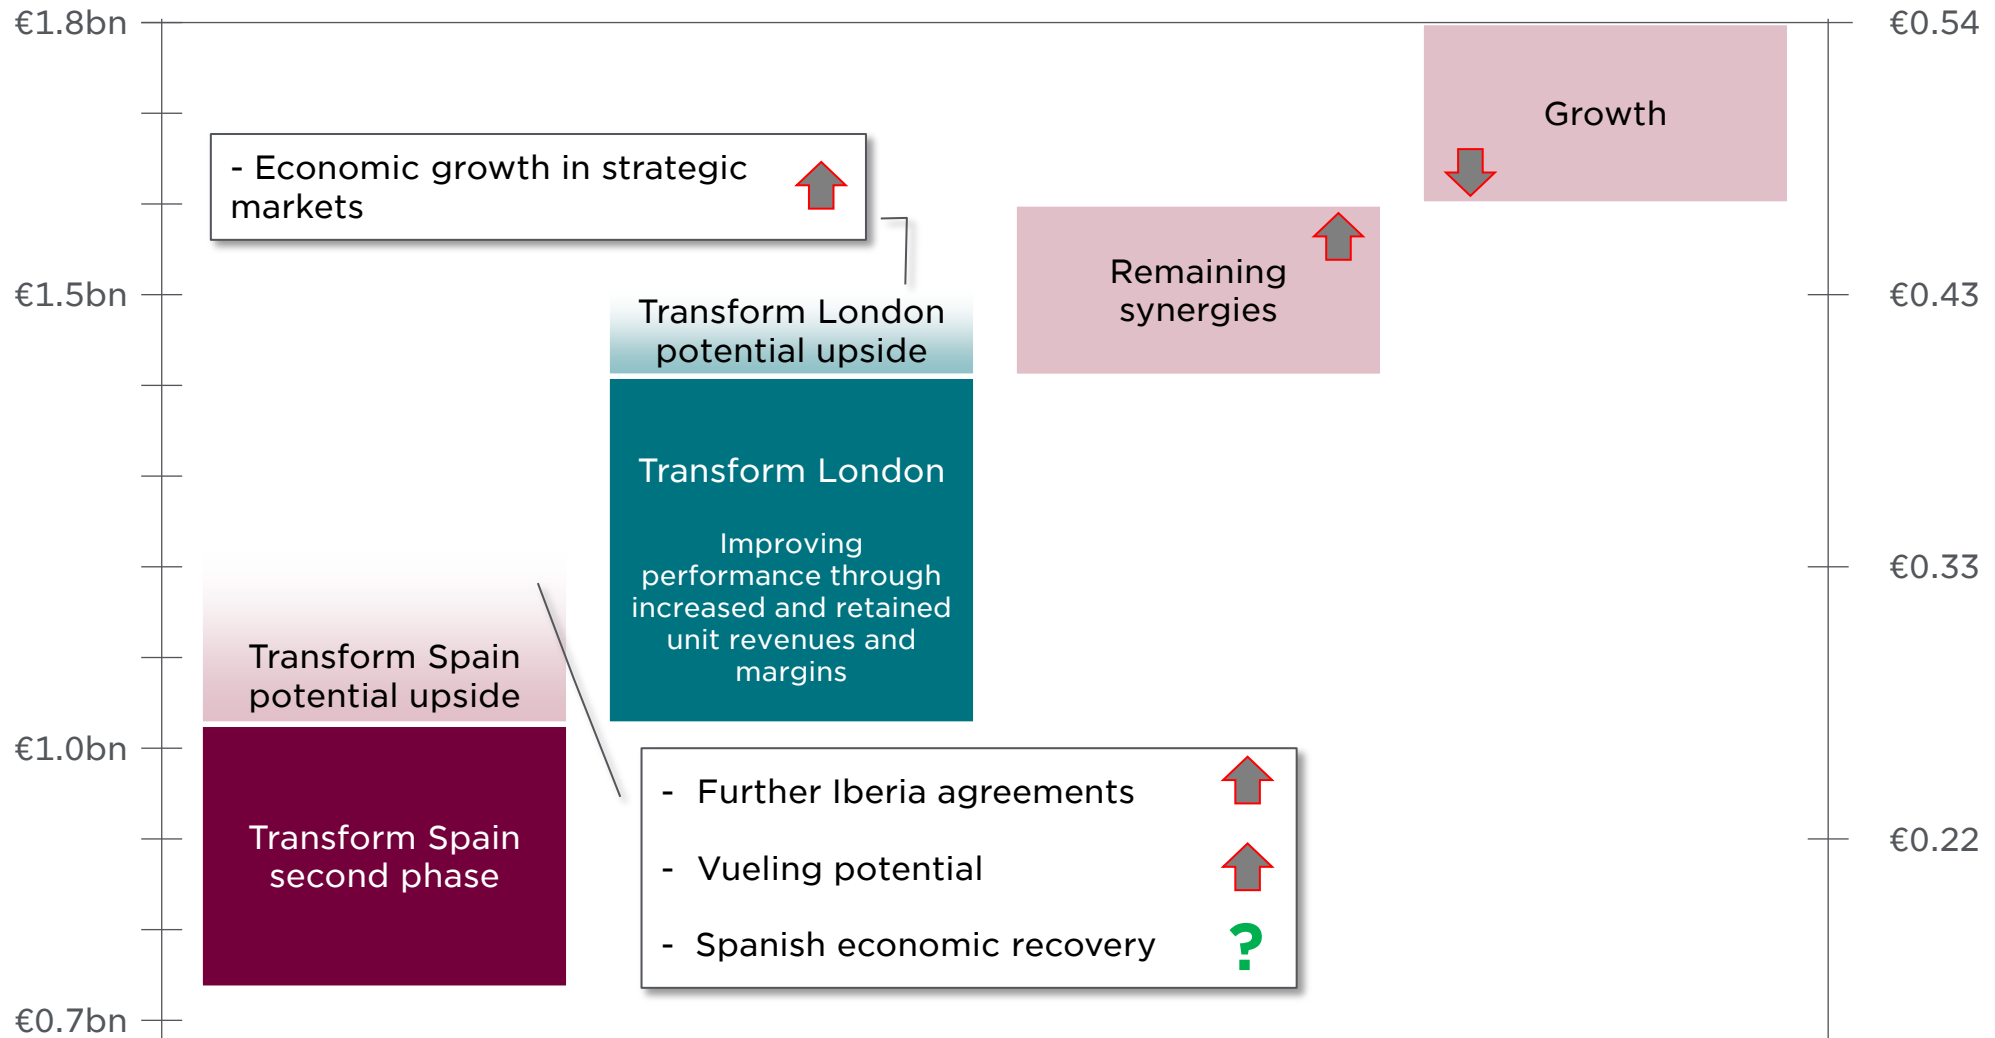 €1.8bn
€1.5bn
€1.0bn
€0.7bn
- Economic growth in strategic
markets
Transform Spain
potential upside
Transform Spain
second phase
Transform London
potential upside
Transform London
Improving
performance through
increased and retained
unit revenues and
margins
- Further Iberia agreements
- Vueling potential
- Spanish economic recovery
?
Remaining
synergies
Growth
€0.54
€0.43
€0.33
€0.22